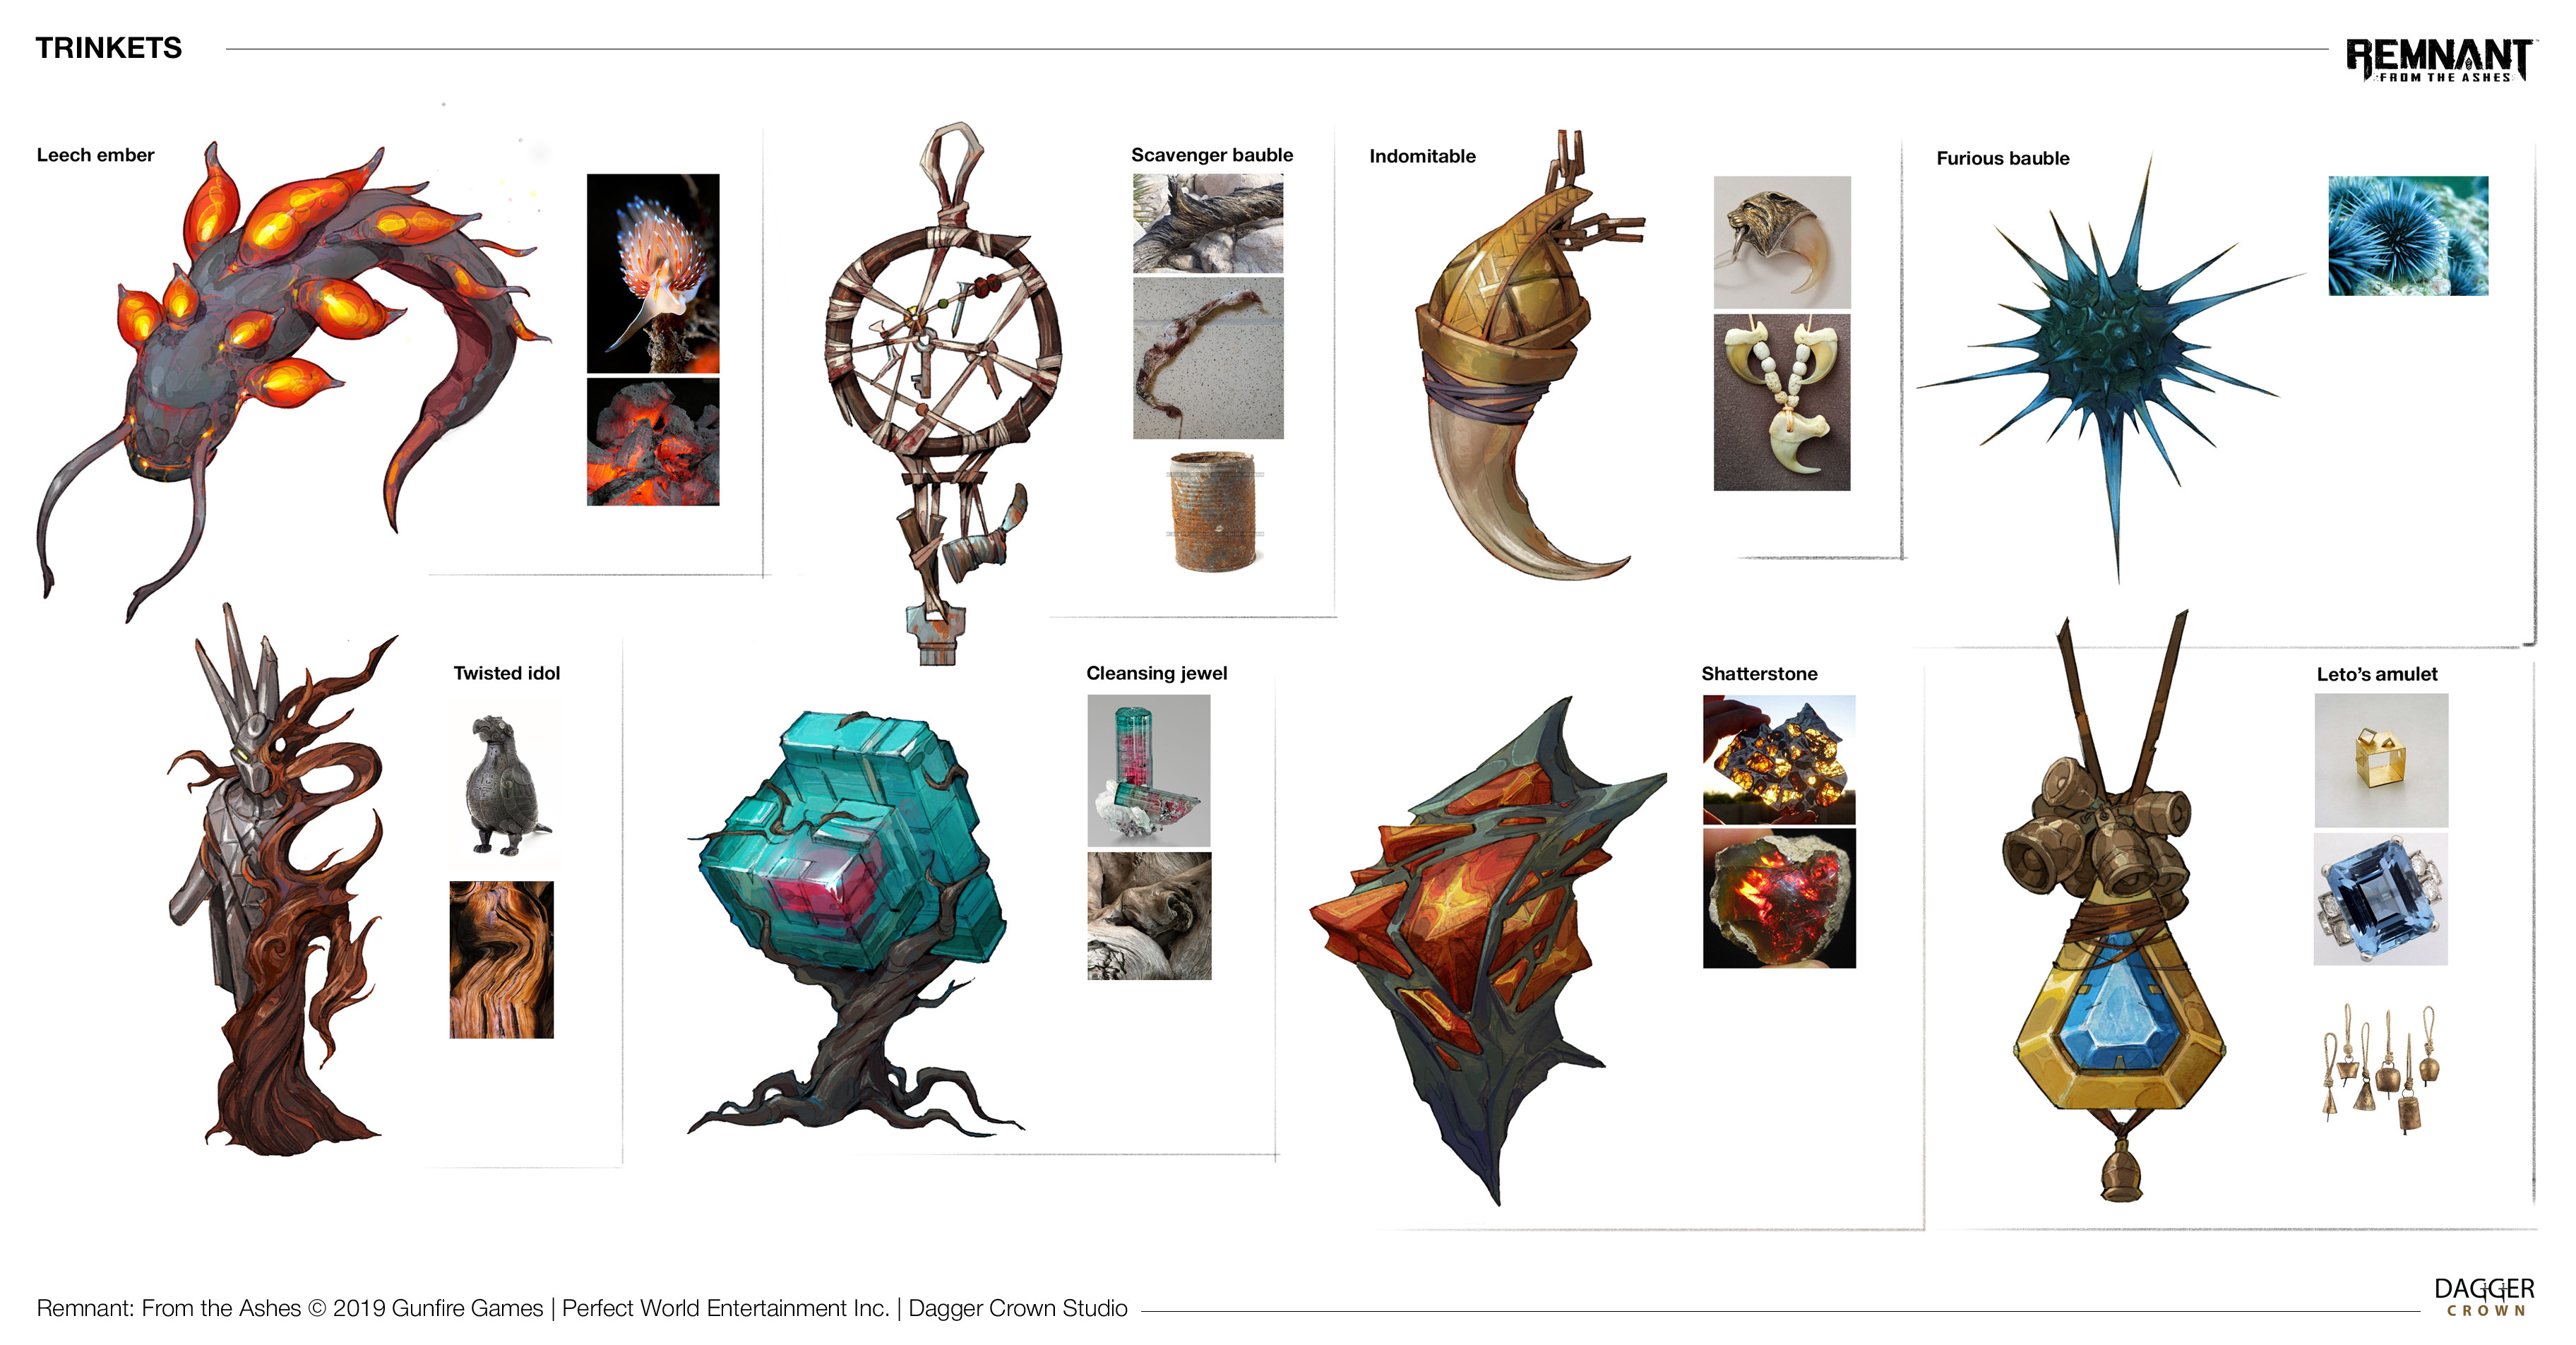 TRINKETS
REMNANT
FROM THE ASHES
Leech ember
Scavenger bauble
Indomitable
Furious bauble
Twisted idol
Cleansing jewel
Shatterstone
Leto’s amulet
Remnant: From the Ashes © 2019 Gunfire Games | Perfect World Entertainment Inc. | Dagger Crown Studio
DAGGER
CROWN